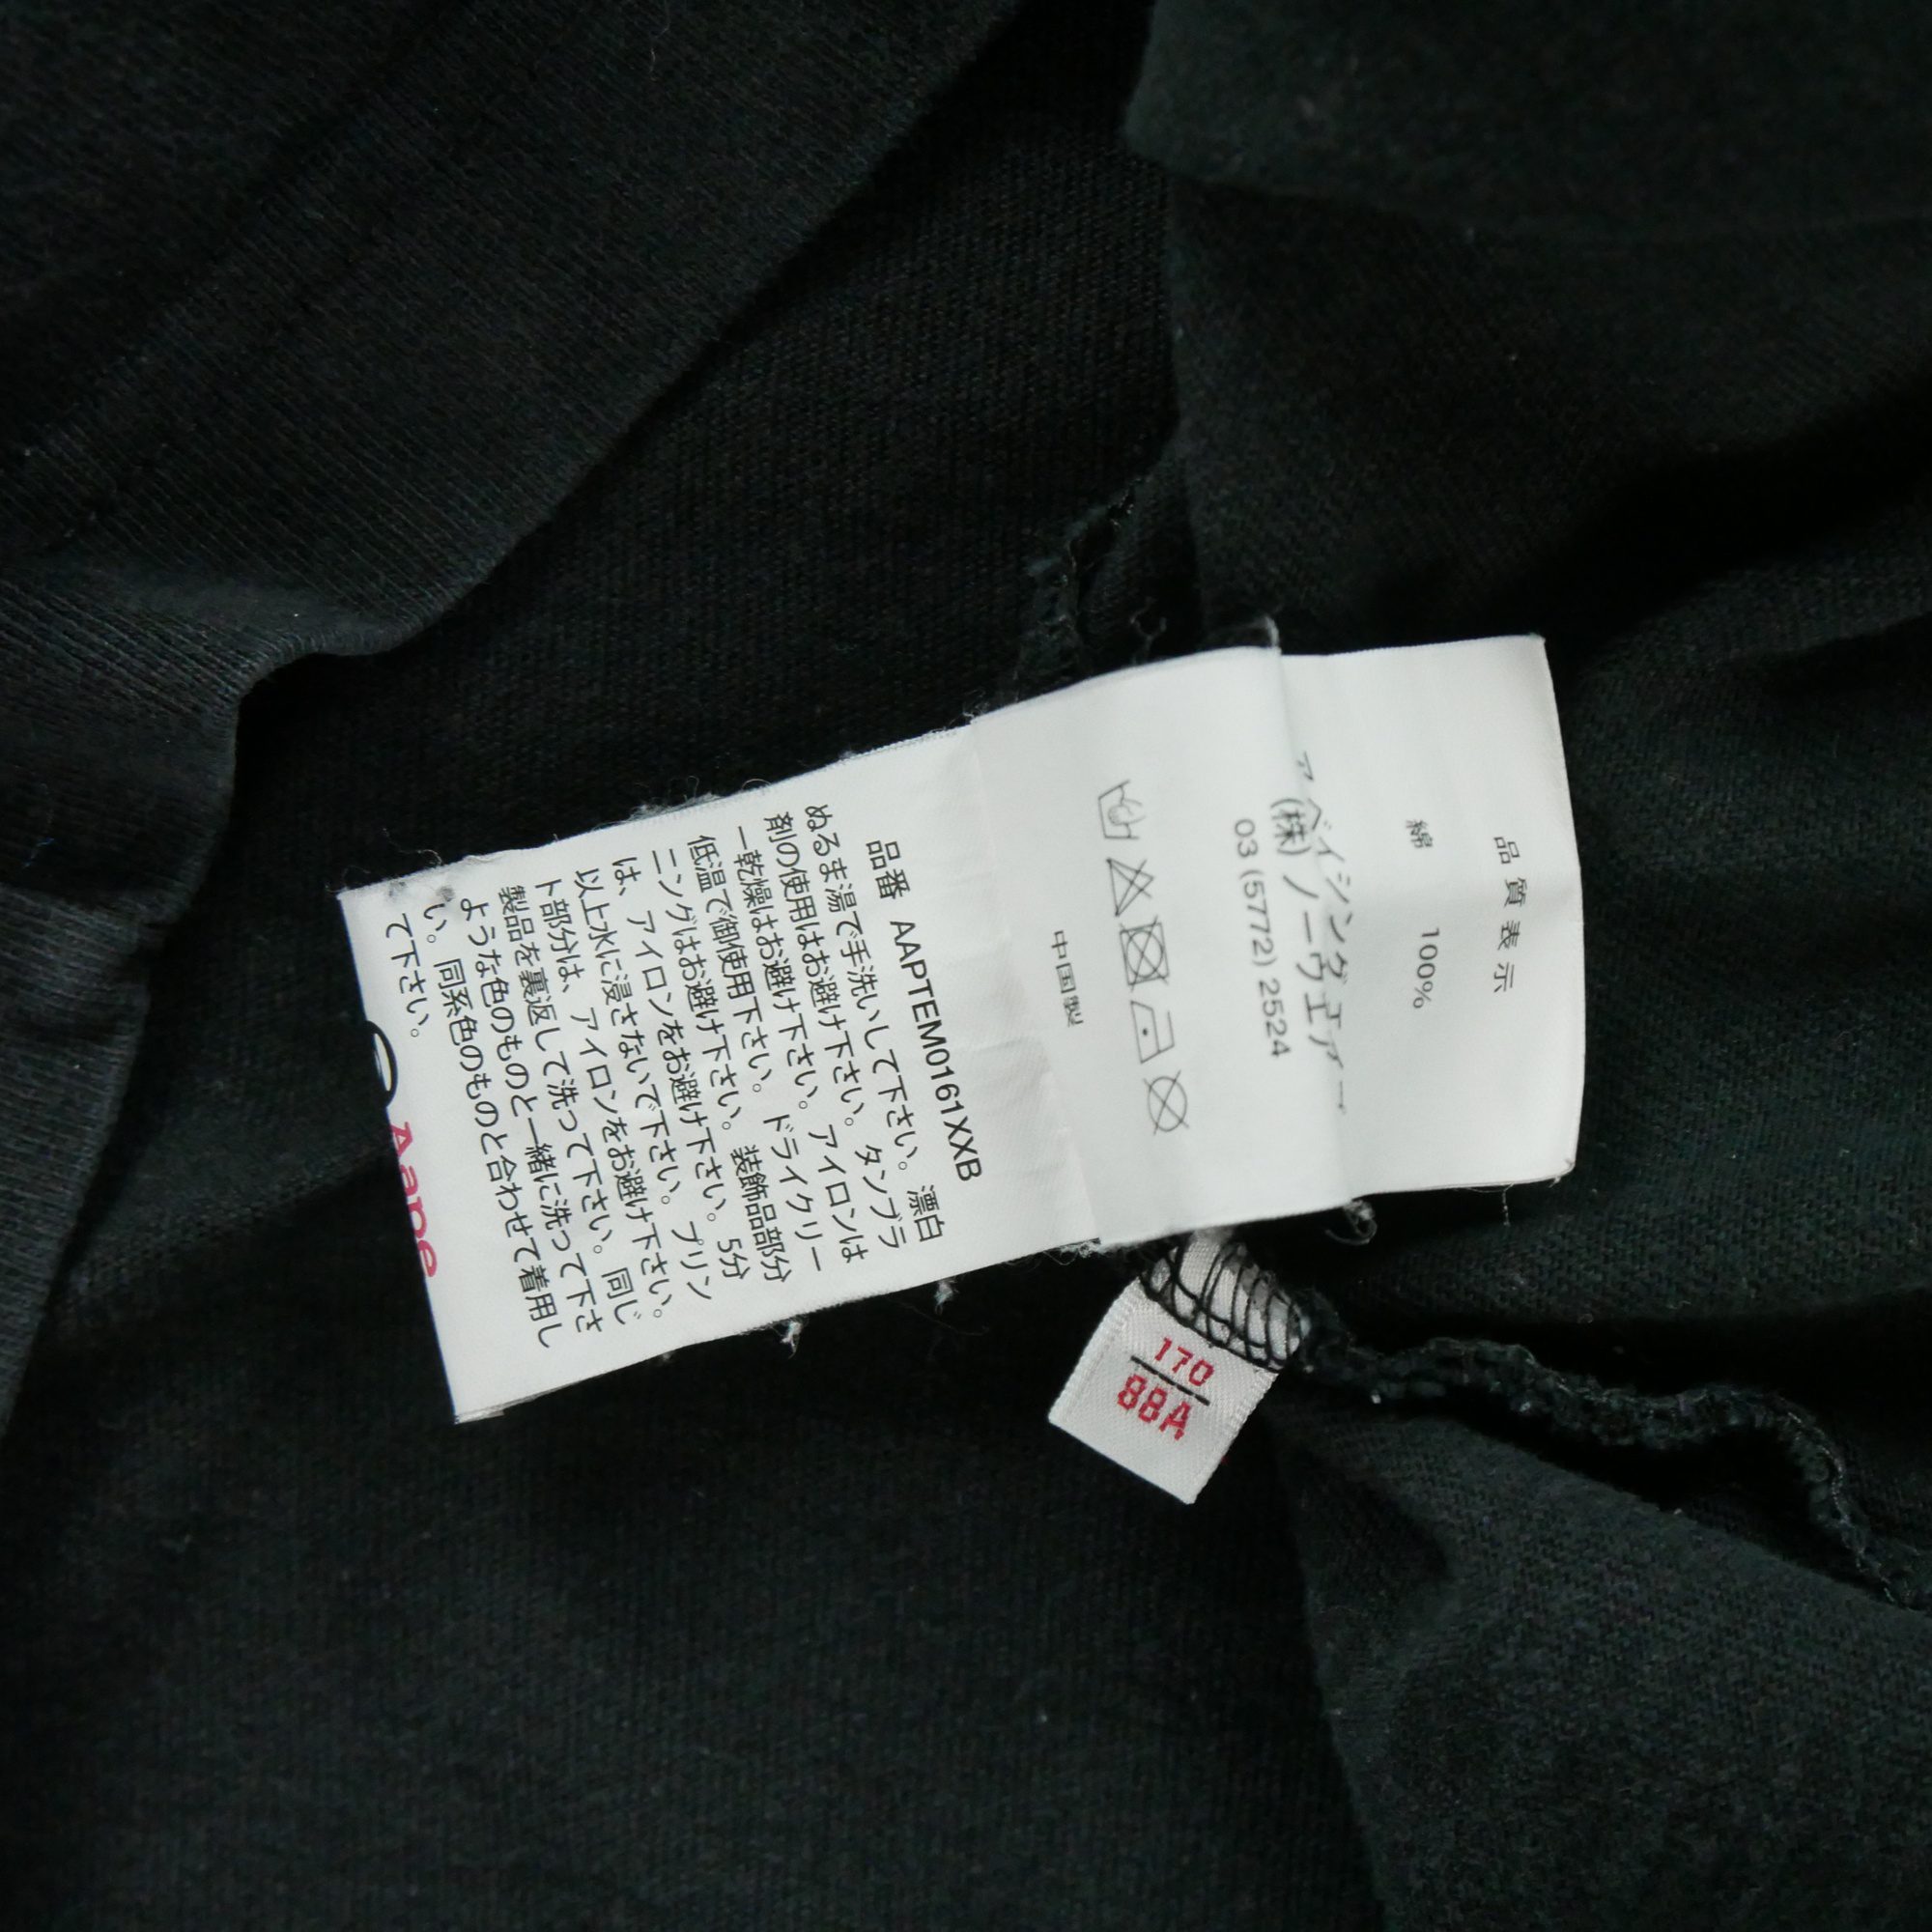 品質表示
綿 100%
ア ベイシング エアー
(株) ノーウェアー
03 (5772) 2524
中国製
品番 AAPTEM0161XXB
ぬるま湯で手洗いして下さい。漂白
剤の使用はお避け下さい。タンブラ
ー乾燥はお避け下さい。アイロンは
低温で御使用下さい。ドライクリー
ニングはお避け下さい。装飾品部分
は、アイロンをお避け下さい。5分
以上水に浸さないで下さい。プリン
ト部分は、アイロンをお避け下さい。
製品を裏返して洗って下さい。同じ
ような色のものと一緒に洗って下さ
い。同系色のものと合わせて着用し
て下さい。
Aape
170
88A